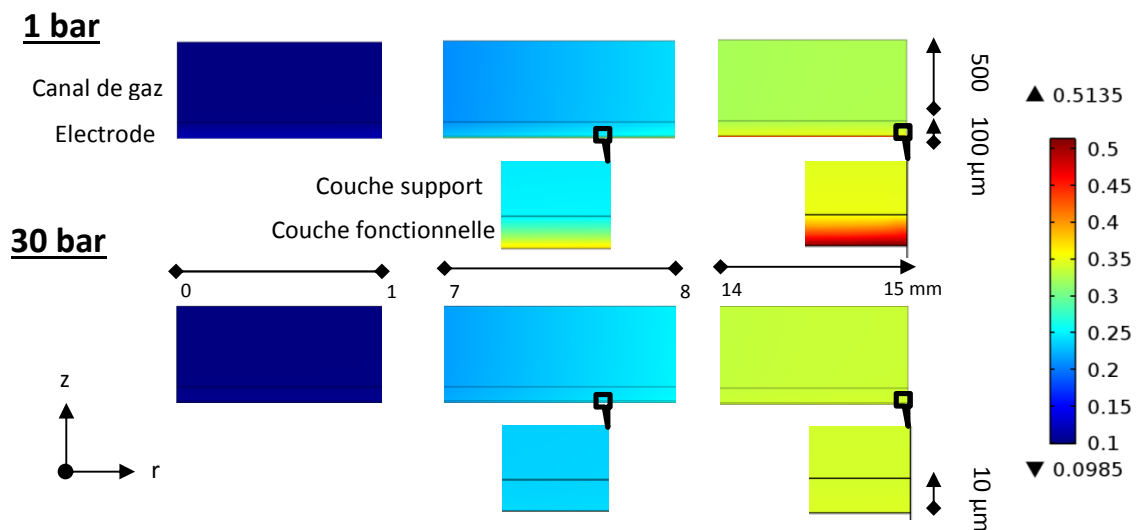 1 bar
Canal de gaz
Electrode
500
100 µm
Couche support
Couche fonctionnelle
30 bar
0 1 7 8 14 15 mm
z
r
10 µm
▲ 0.5135
0.5
0.45
0.4
0.35
0.3
0.25
0.2
0.15
0.1
▼ 0.0985